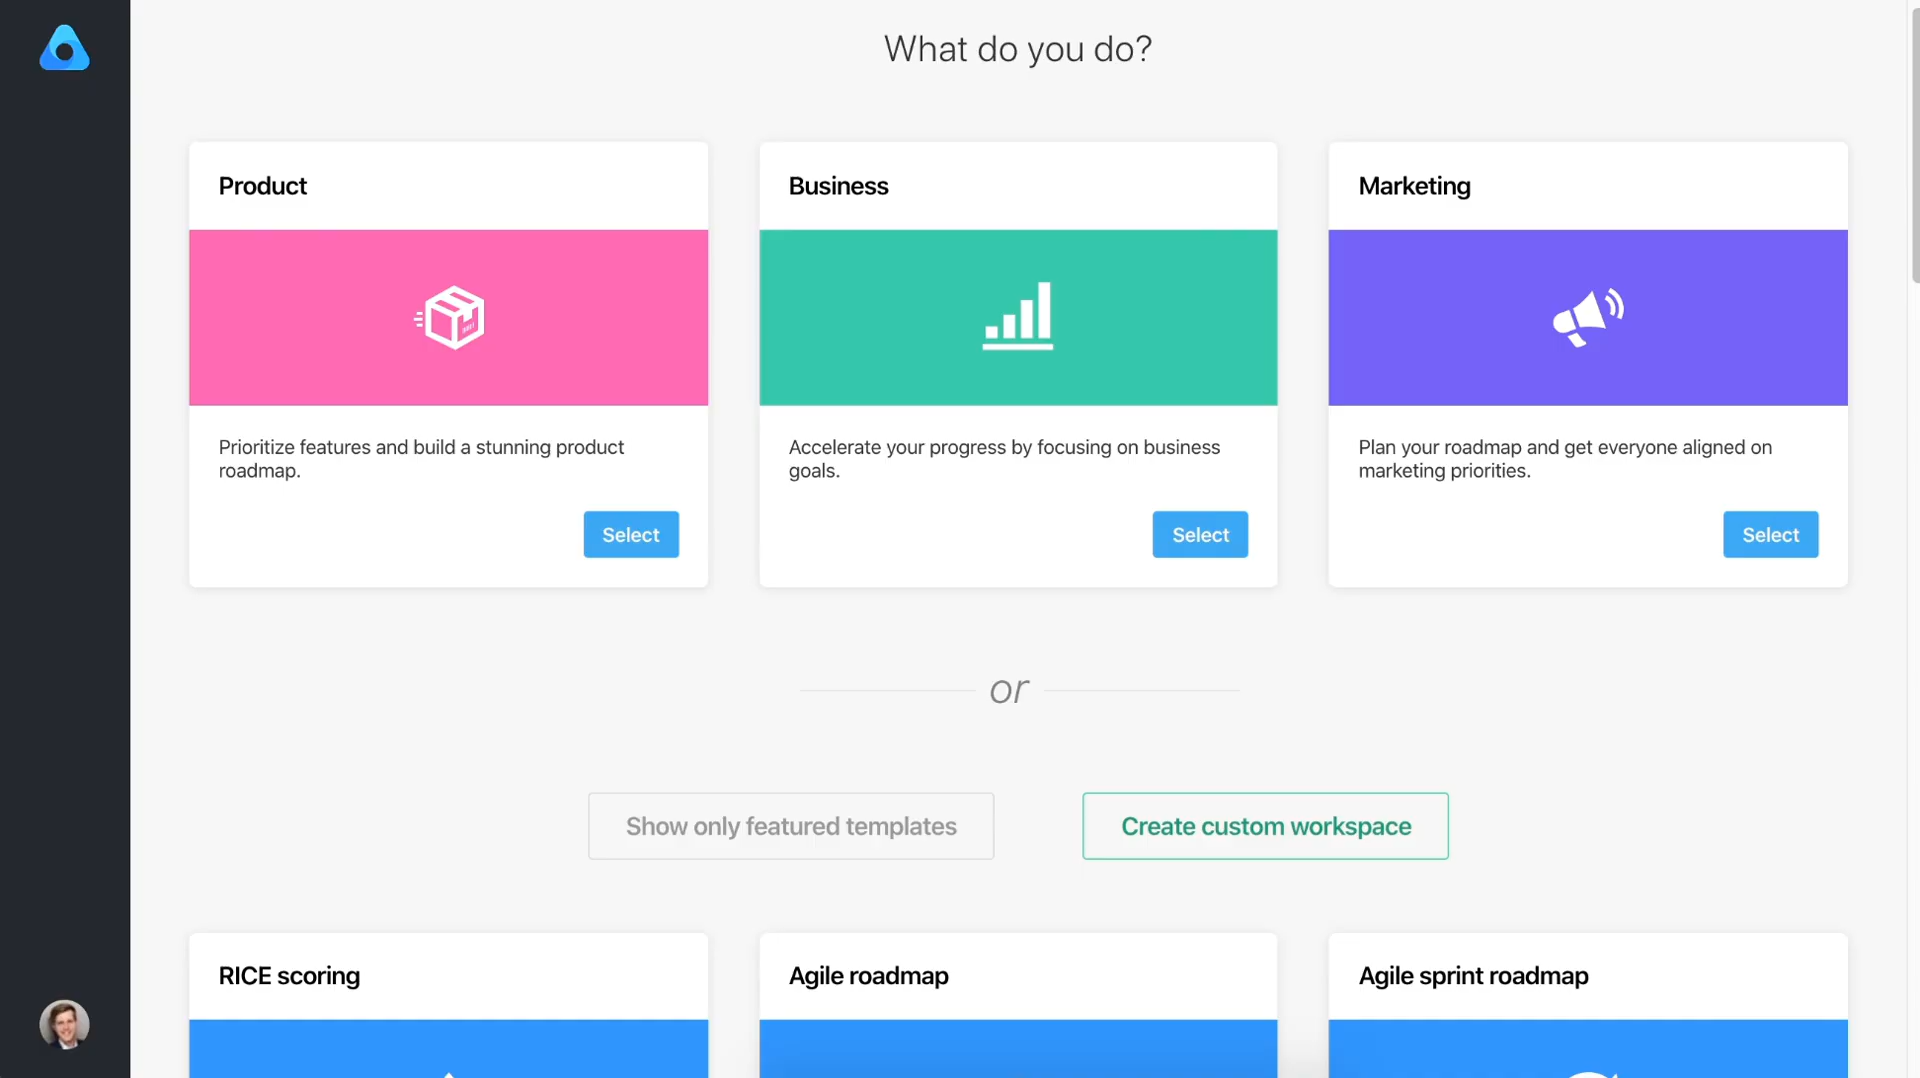 What do you do?
Product
Business
Marketing
Prioritize features and build a stunning product
roadmap.
Accelerate your progress by focusing on business
goals.
Plan your roadmap and get everyone aligned on
marketing priorities.
Select
Select
Select
or
Show only featured templates
Create custom workspace
RICE scoring
Agile roadmap
Agile sprint roadmap